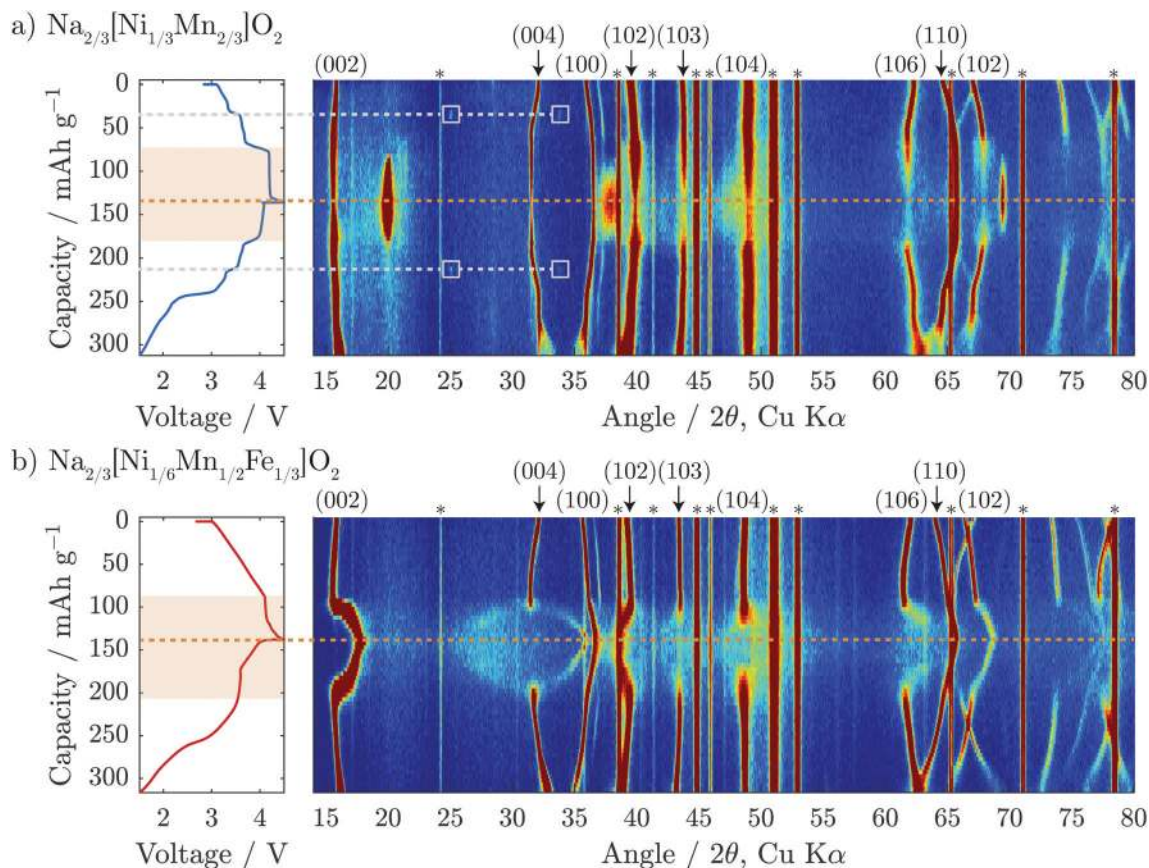 a) Na2/3[Ni1/3Mn2/3]O2
(004) (102) (103) (110)
(002) (100) * * (104) * * * * (106) * (102) * *
0
50
100
150
200
250
300
Capacity / mAh g−1
2 3 4 15 20 25 30 35 40 45 50 55 60 65 70 75 80
Voltage / V Angle / 2θ, Cu Kα
b) Na2/3[Ni1/6Mn1/2Fe1/3]O2
(004) (102) (103) (110)
(002) * (100) * * (104) * * * * (106) * (102) * *
0
50
100
150
200
250
300
Capacity / mAh g−1
2 3 4 15 20 25 30 35 40 45 50 55 60 65 70 75 80
Voltage / V Angle / 2θ, Cu Kα